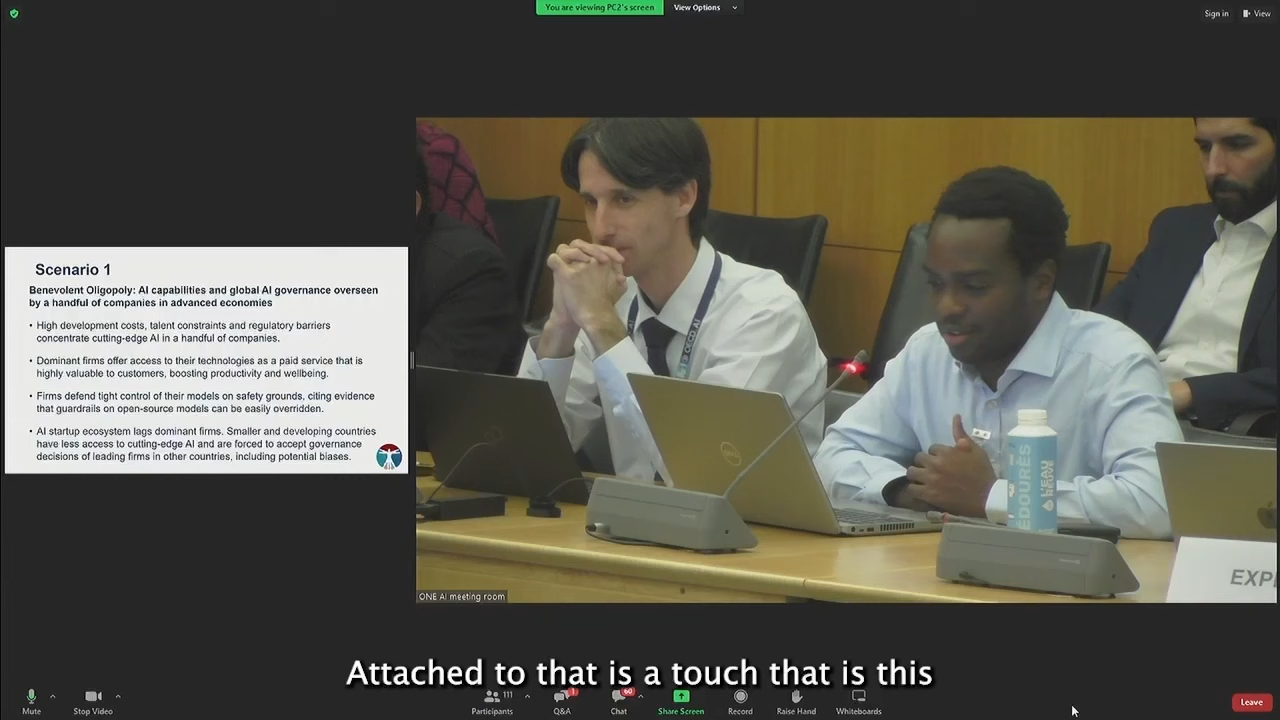 You are viewing PC2's screen
View Options
Sign in
View
Scenario 1
Benevolent Oligopoly: AI capabilities and global AI governance overseen
by a handful of companies in advanced economies
• High development costs, talent constraints and regulatory barriers
concentrate cutting-edge AI in a handful of companies.
• Dominant firms offer access to their technologies as a paid service that is
highly valuable to customers, boosting productivity and wellbeing.
• Firms defend tight control of their models on safety grounds, citing evidence
that guardrails on open-source models can be easily overridden.
• AI startup ecosystem lags dominant firms. Smaller and developing countries
have less access to cutting-edge AI and are forced to accept governance
decisions of leading firms in other countries, including potential biases.
DELL
EXP
ONE AI meeting room
Attached to that is a touch that is this
Mute
Stop Video
Participants
111
Q&A
1
Chat
60
Share Screen
Record
Raise Hand
Whiteboards
Leave